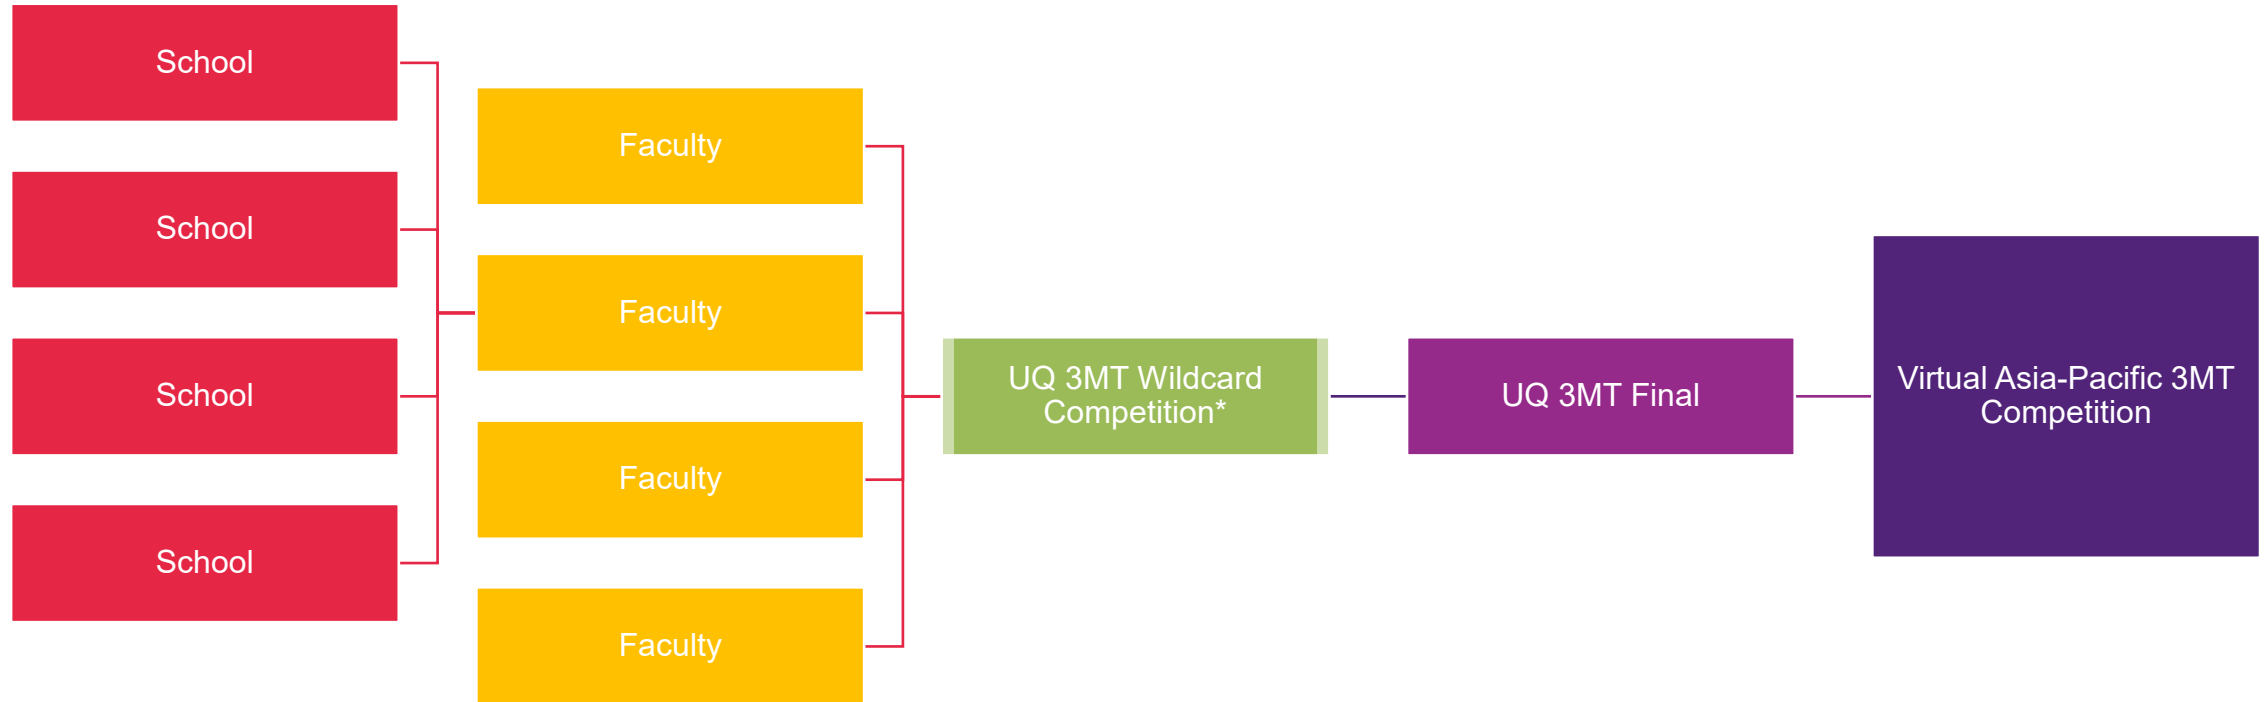 School
School
School
School
Faculty
Faculty
Faculty
Faculty
UQ 3MT Wildcard
Competition*
UQ 3MT Final
Virtual Asia-Pacific 3MT
Competition